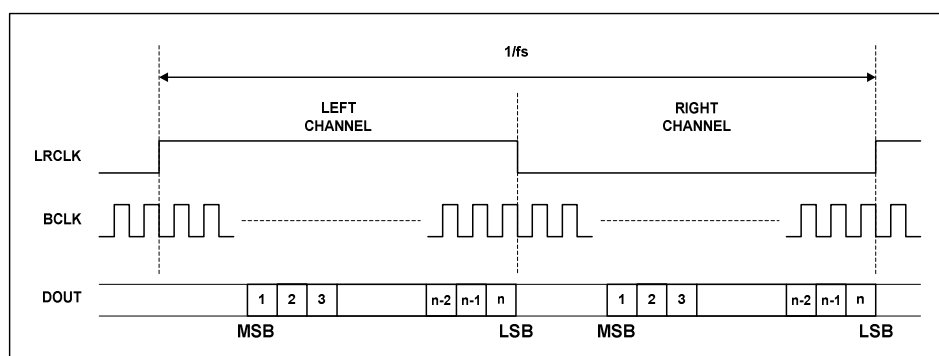 1/fs
LEFT
CHANNEL
RIGHT
CHANNEL
LRCLK
BCLK
DOUT
1 2 3 n-2 n-1 n 1 2 3 n-2 n-1 n
MSB LSB MSB LSB